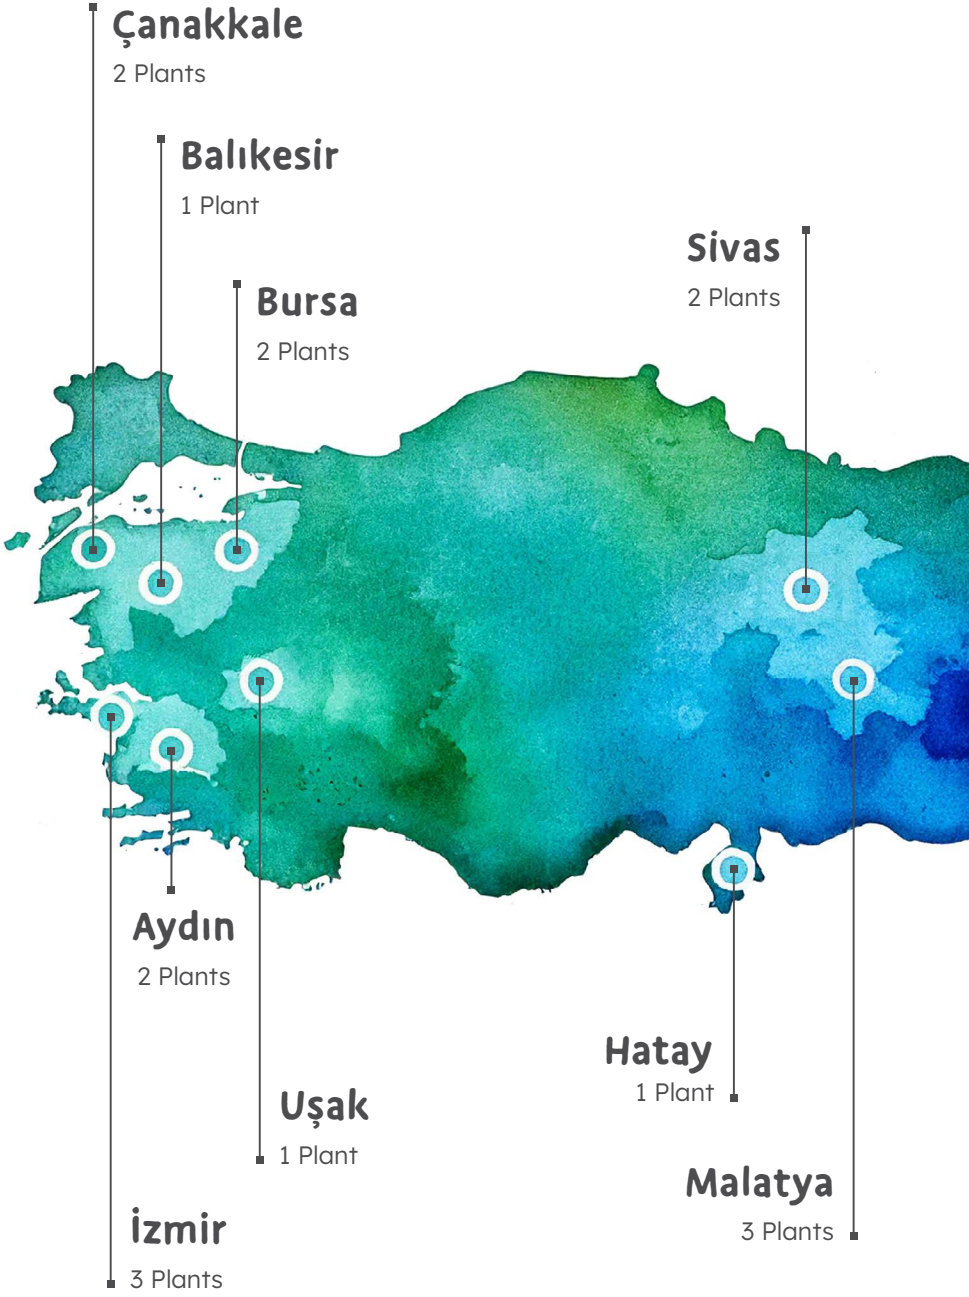 Çanakkale
2 Plants
Balıkesir
1 Plant
Sivas
2 Plants
Bursa
2 Plants
Aydın
2 Plants
Hatay
1 Plant
Uşak
1 Plant
Malatya
3 Plants
İzmir
3 Plants